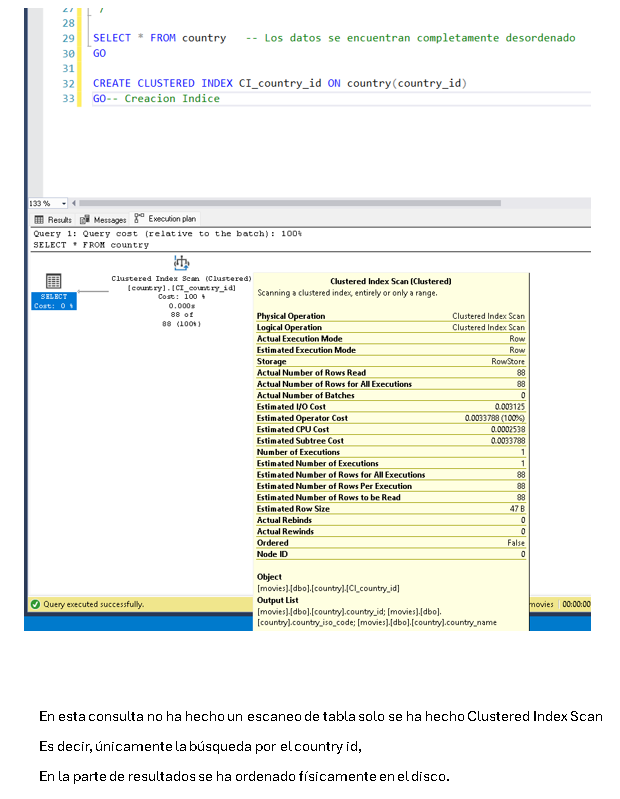 27
28
29 SELECT * FROM country -- Los datos se encuentran completamente desordenado
30 GO
31
32 CREATE CLUSTERED INDEX CI_country_id ON country(country_id)
33 GO-- Creacion Indice
133 %
Results Messages Execution plan
Query 1: Query cost (relative to the batch): 100%
SELECT * FROM country
SELECT
Cost: 0 %
Clustered Index Scan (Clustered)
[country].[CI_country_id]
Cost: 100 %
0.000s
88 of
88 (100%)
Clustered Index Scan (Clustered)
Scanning a clustered index, entirely or only a range.
Physical Operation Clustered Index Scan
Logical Operation Clustered Index Scan
Actual Execution Mode Row
Estimated Execution Mode Row
Storage RowStore
Actual Number of Rows Read 88
Actual Number of Rows for All Executions 88
Actual Number of Batches 0
Estimated I/O Cost 0.003125
Estimated Operator Cost 0.0033788 (100%)
Estimated CPU Cost 0.0002538
Estimated Subtree Cost 0.0033788
Number of Executions 1
Estimated Number of Executions 1
Estimated Number of Rows for All Executions 88
Estimated Number of Rows Per Execution 88
Estimated Number of Rows to be Read 88
Estimated Row Size 47 B
Actual Rebinds 0
Actual Rewinds 0
Ordered False
Node ID 0
Object
[movies].[dbo].[country].[CI_country_id]
Output List
[movies].[dbo].[country].country_id; [movies].[dbo].
[country].country_iso_code; [movies].[dbo].[country].country_name
Query executed successfully.
movies 00:00:00
En esta consulta no ha hecho un escaneo de tabla solo se ha hecho Clustered Index Scan
Es decir, únicamente la búsqueda por el country id,
En la parte de resultados se ha ordenado físicamente en el disco.